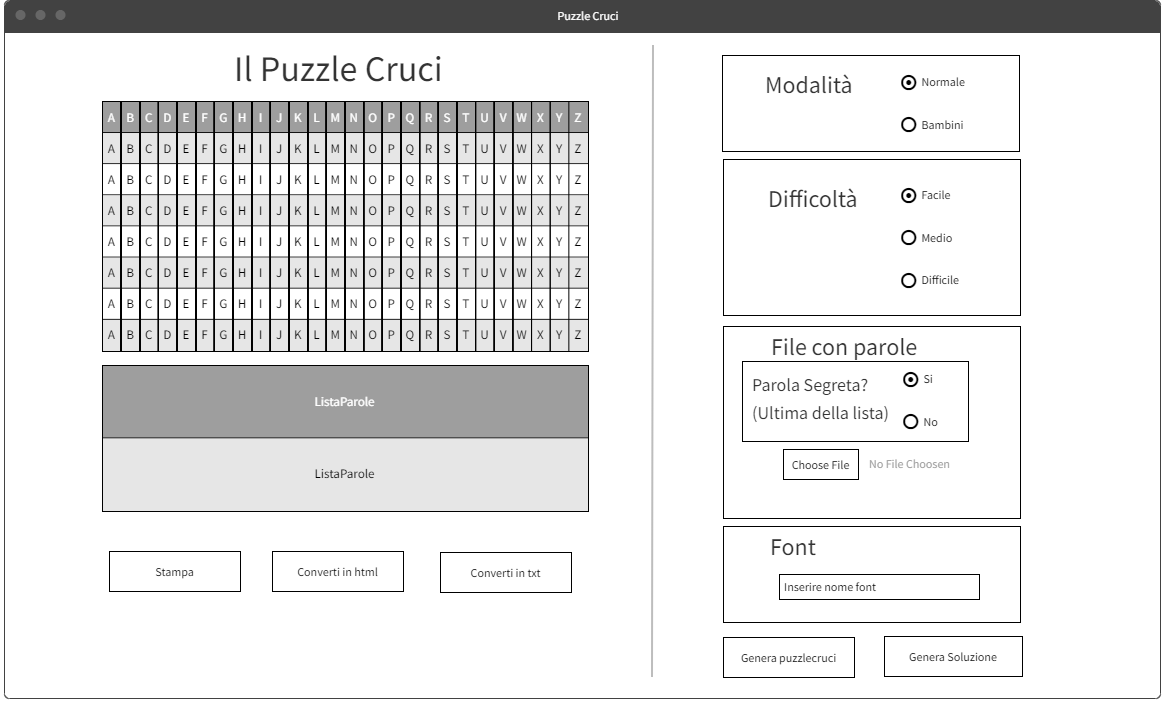 Puzzle Cruci
Il Puzzle Cruci
A B C D E F G H I J K L M N O P Q R S T U V W X Y Z
A B C D E F G H I J K L M N O P Q R S T U V W X Y Z
A B C D E F G H I J K L M N O P Q R S T U V W X Y Z
A B C D E F G H I J K L M N O P Q R S T U V W X Y Z
A B C D E F G H I J K L M N O P Q R S T U V W X Y Z
A B C D E F G H I J K L M N O P Q R S T U V W X Y Z
A B C D E F G H I J K L M N O P Q R S T U V W X Y Z
A B C D E F G H I J K L M N O P Q R S T U V W X Y Z
ListaParole
ListaParole
Stampa
Converti in html
Converti in txt
Modalità
Normale
Bambini
Difficoltà
Facile
Medio
Difficile
File con parole
Parola Segreta?
(Ultima della lista)
Si
No
Choose File
No File Choosen
Font
Inserire nome font
Genera puzzlecruci
Genera Soluzione